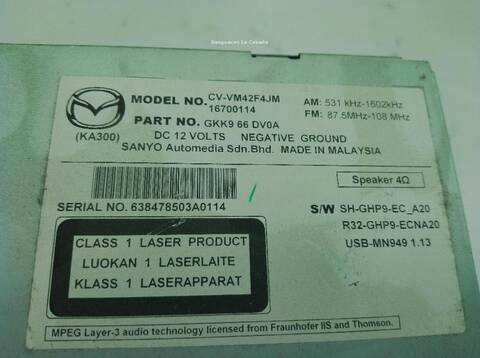 Desguaces La Cabaña
MODEL NO. CV-VM42F4JM
16700114
AM: 531 kHz-1602kHz
FM: 87.5MHz-108 MHz
PART NO. GKK9 66 DV0A
(KA300)
DC 12 VOLTS NEGATIVE GROUND
SANYO Automedia Sdn.Bhd. MADE IN MALAYSIA
Speaker 4Ω
SERIAL NO. 638478503A0114
S/W SH-GHP9-EC_A20
R32-GHP9-ECNA20
USB-MN949 1.13
CLASS 1 LASER PRODUCT
LUOKAN 1 LASERLAITE
KLASS 1 LASERAPPARAT
MPEG Layer-3 audio technology licensed from Fraunhofer IIS and Thomson.